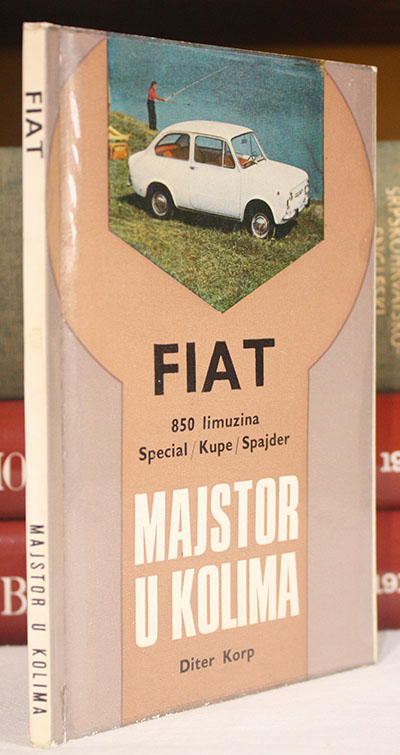 FIAT
850 limuzina
Special/Kupe/Spajder
MAJSTOR
U KOLIMA
Diter Korp
FIAT
MAJSTOR U KOLIMA